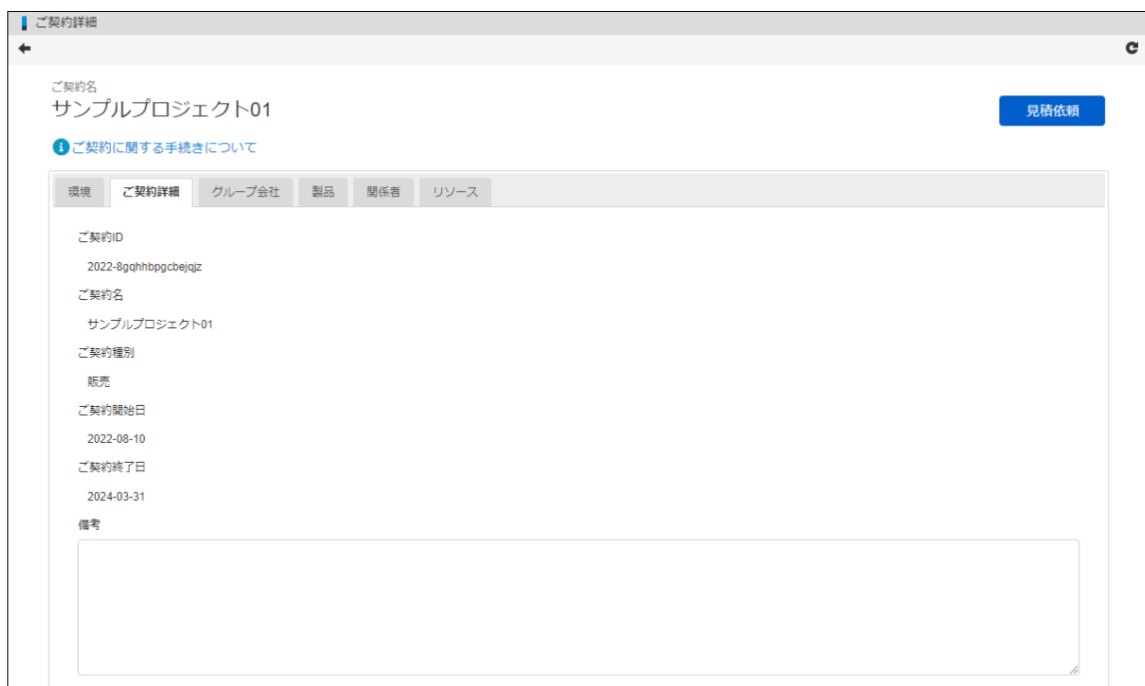 ご契約詳細
ご契約名
サンプルプロジェクト01
見積依頼
ご契約に関する手続きについて
環境 ご契約詳細 グループ会社 製品 関係者 リソース
ご契約ID
2022-8gqhhbpgcbejqjz
ご契約名
サンプルプロジェクト01
ご契約種別
販売
ご契約開始日
2022-08-10
ご契約終了日
2024-03-31
備考